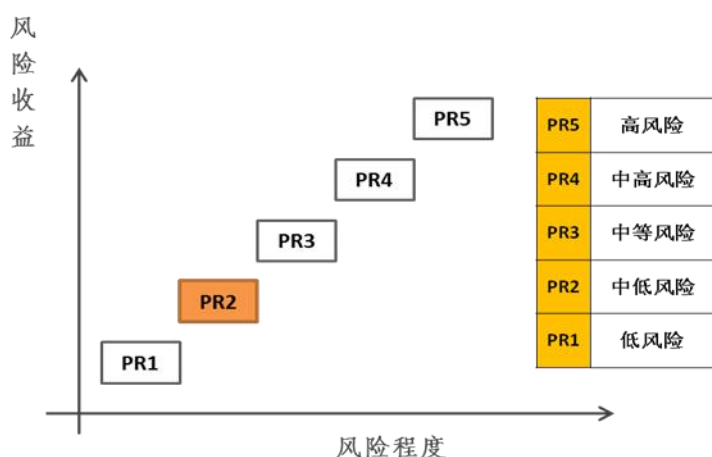 风险收益
PR5
PR4
PR3
PR2
PR1
风险程度
PR5 高风险
PR4 中高风险
PR3 中等风险
PR2 中低风险
PR1 低风险